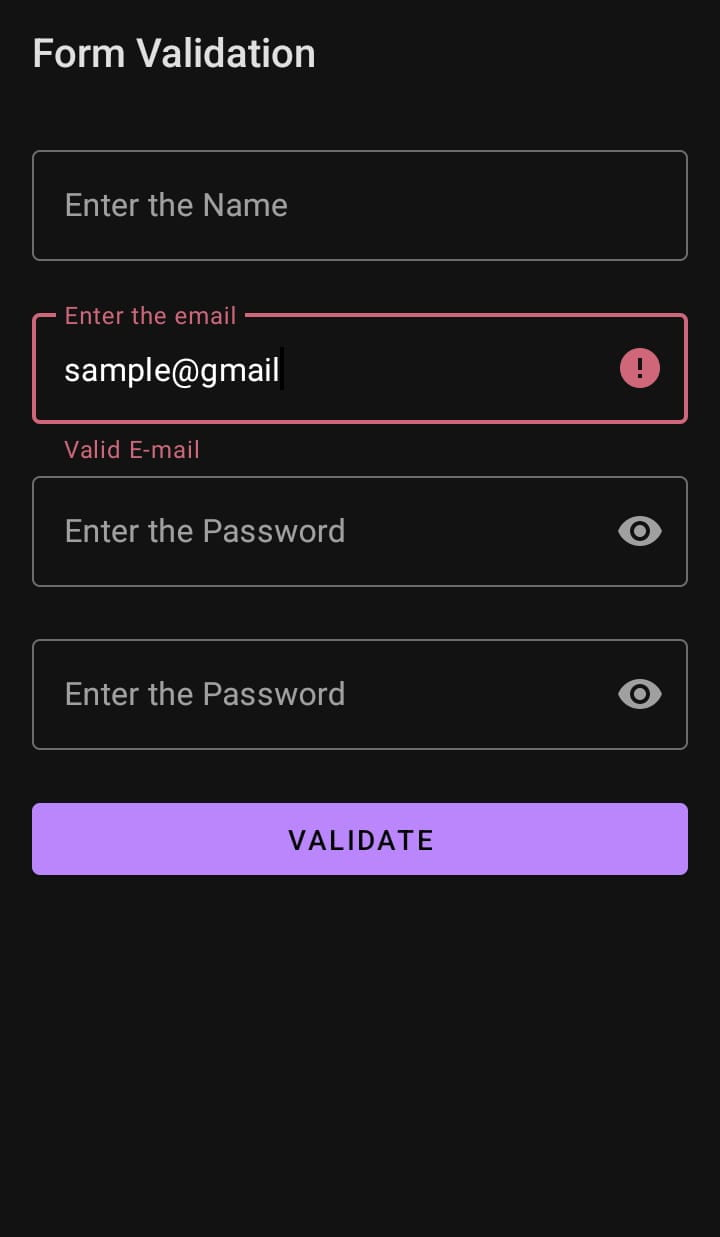 Form Validation
Enter the Name
Enter the email
sample@gmail
Valid E-mail
Enter the Password
Enter the Password
VALIDATE